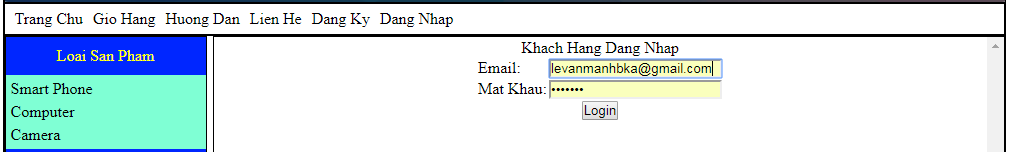 Trang Chu Gio Hang Huong Dan Lien He Dang Ky Dang Nhap
Loai San Pham
Smart Phone
Computer
Camera
Khach Hang Dang Nhap
Email: levanmanhbka@gmail.com
Mat Khau: •••••••
Login